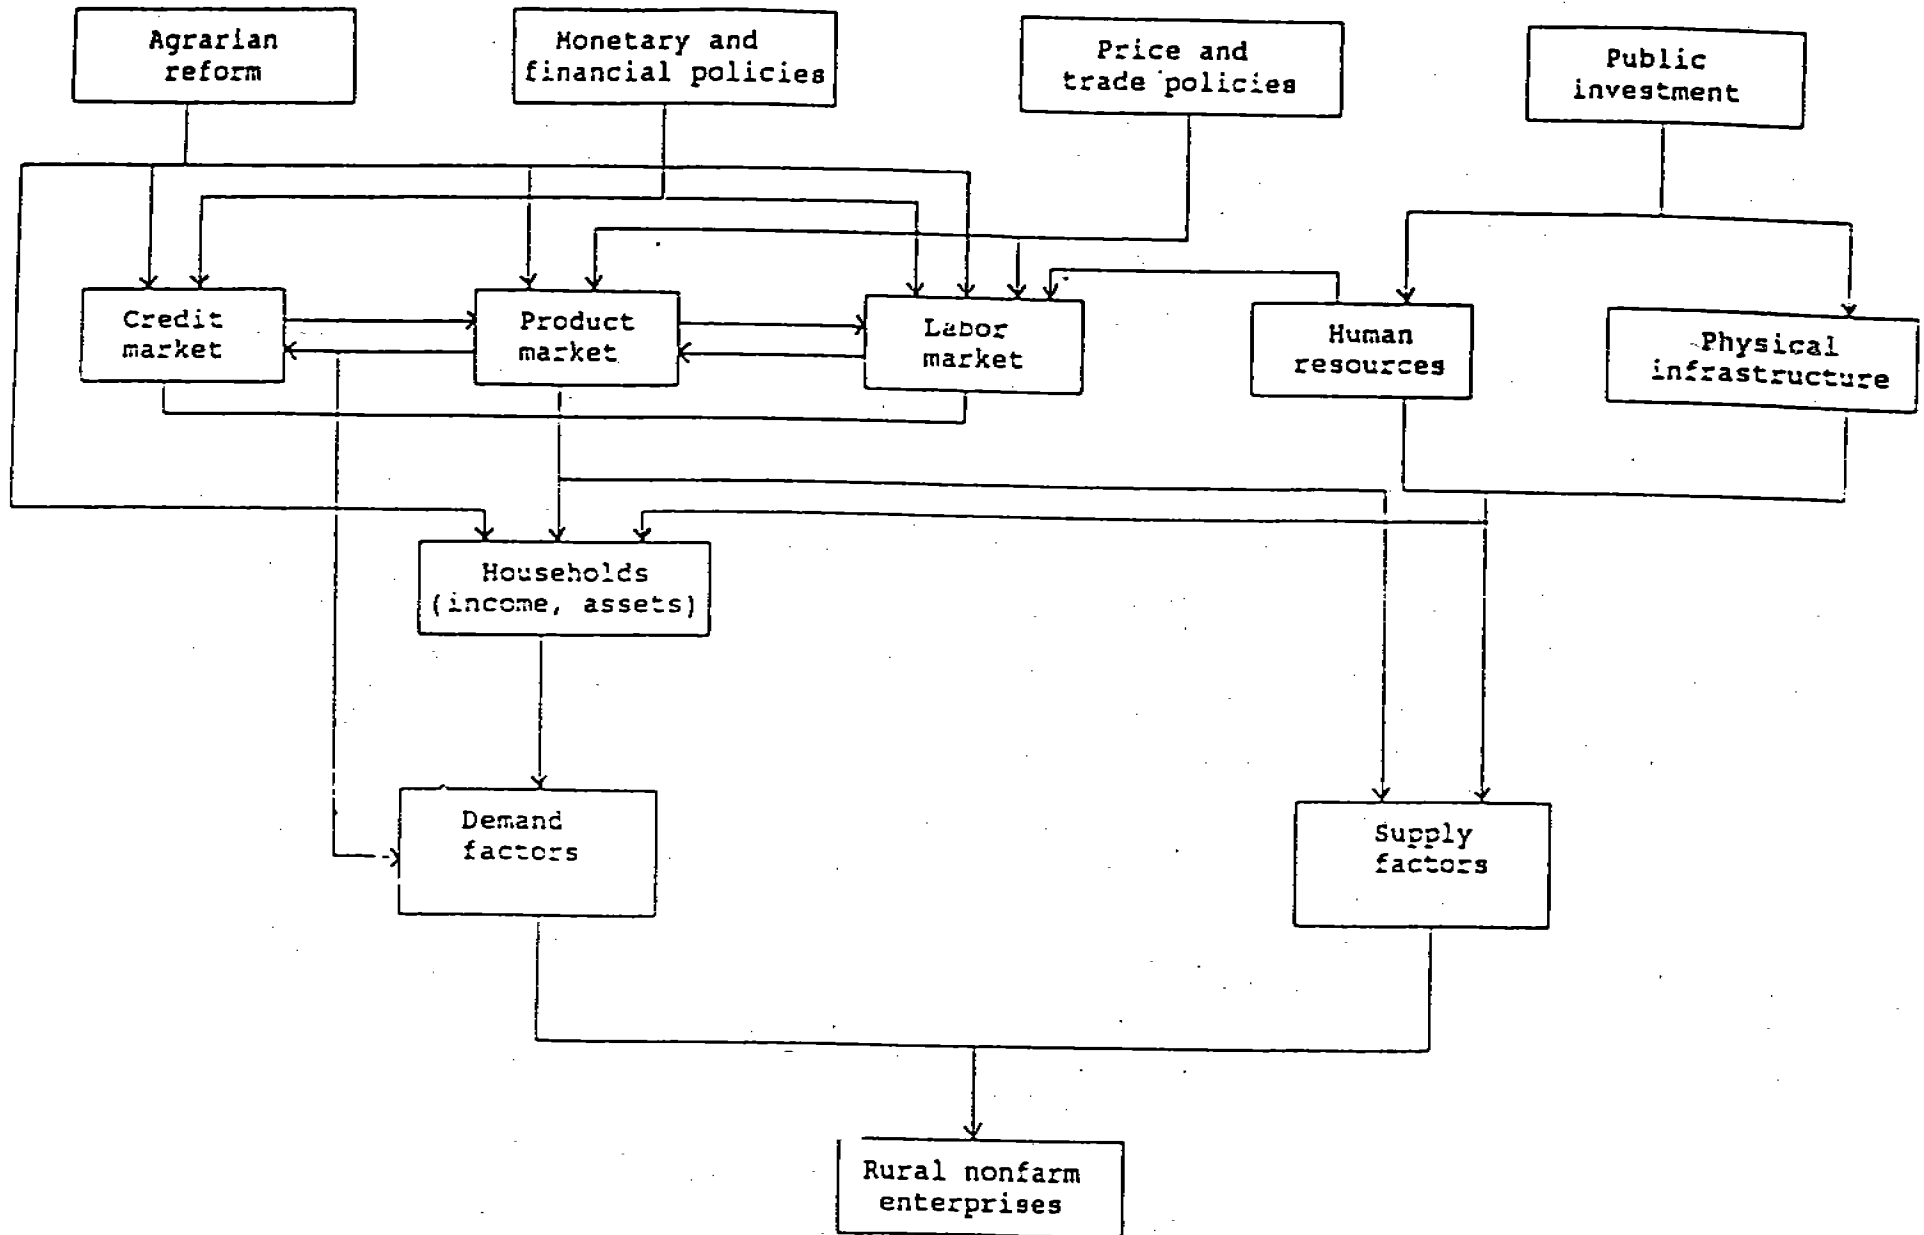 Agrarian
reform
Monetary and
financial policies
Price and
trade policies
Public
investment
Credit
market
Product
market
Labor
market
Human
resources
Physical
infrastructure
Households
(income, assets)
Demand
factors
Supply
factors
Rural nonfarm
enterprises